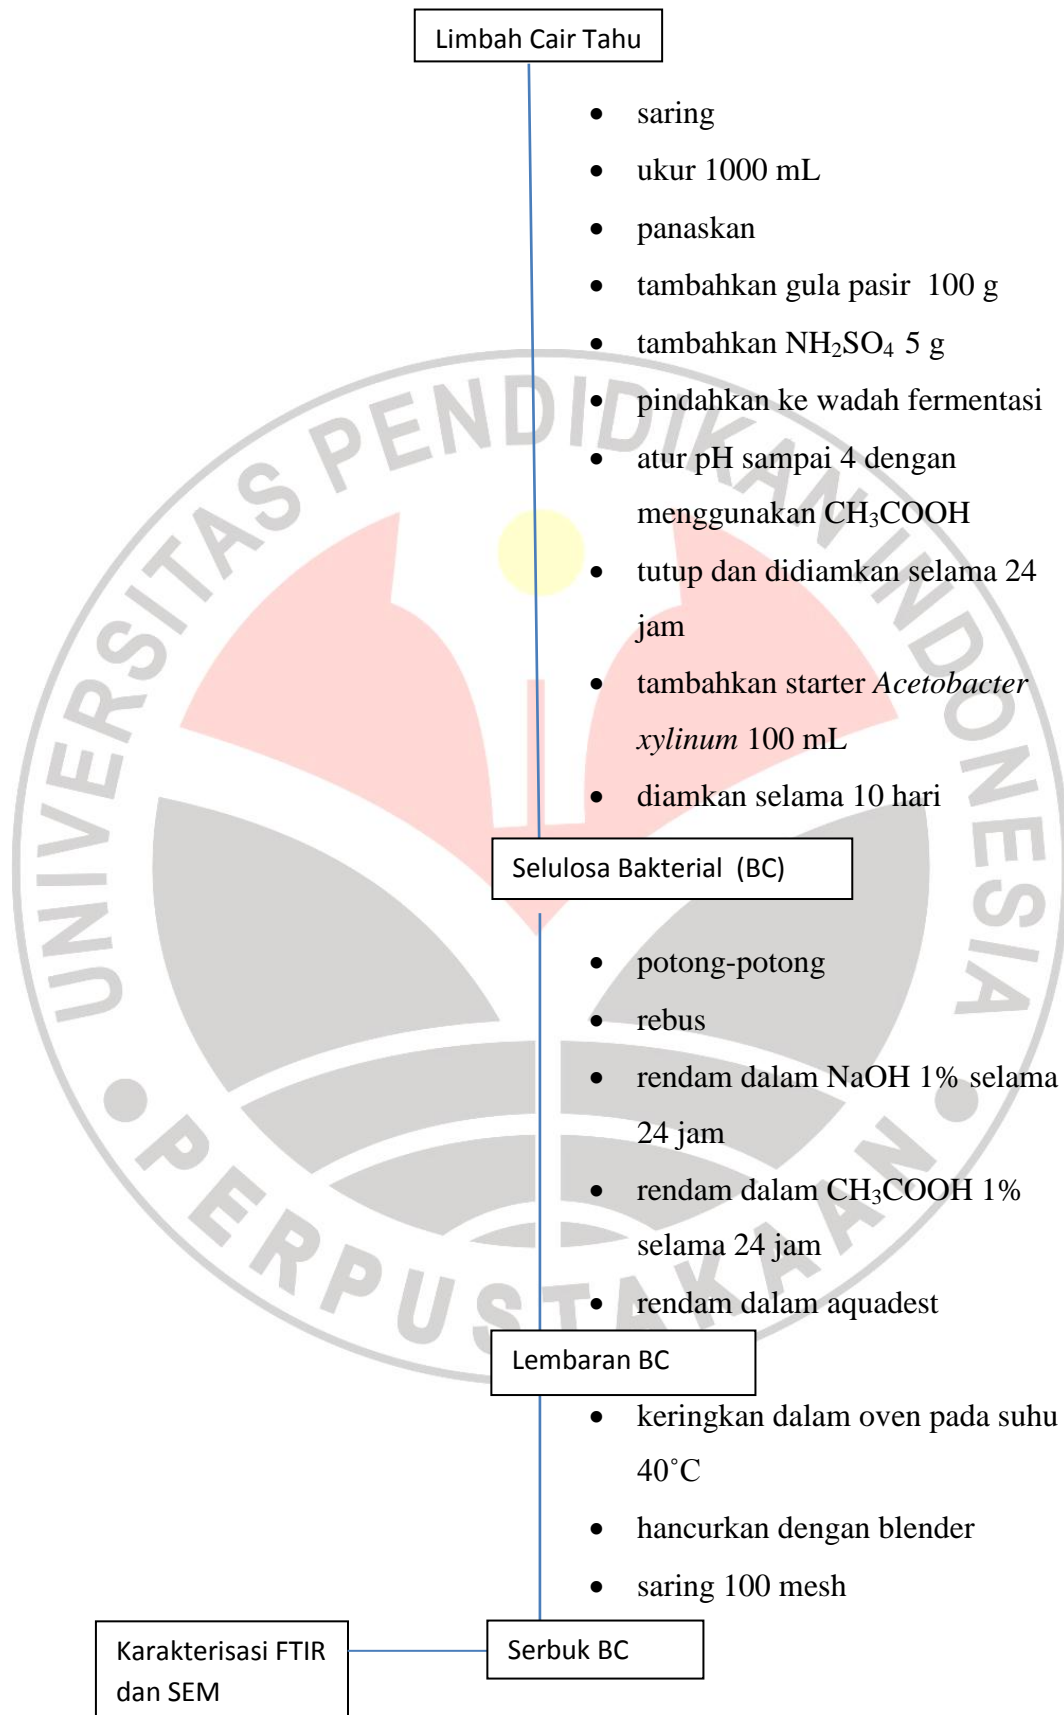 Limbah Cair Tahu
• saring
• ukur 1000 mL
• panaskan
• tambahkan gula pasir 100 g
• tambahkan NH₂SO₄ 5 g
• pindahkan ke wadah fermentasi
• atur pH sampai 4 dengan
menggunakan CH₃COOH
• tutup dan didiamkan selama 24
jam
• tambahkan starter Acetobacter
xylinum 100 mL
• diamkan selama 10 hari
Selulosa Bakterial (BC)
• potong-potong
• rebus
• rendam dalam NaOH 1% selama
24 jam
• rendam dalam CH₃COOH 1%
selama 24 jam
• rendam dalam aquadest
Lembaran BC
• keringkan dalam oven pada suhu
40˚C
• hancurkan dengan blender
• saring 100 mesh
Serbuk BC
Karakterisasi FTIR
dan SEM
UNIVERSITAS PENDIDIKAN INDONESIA
PERPUSTAKAAN